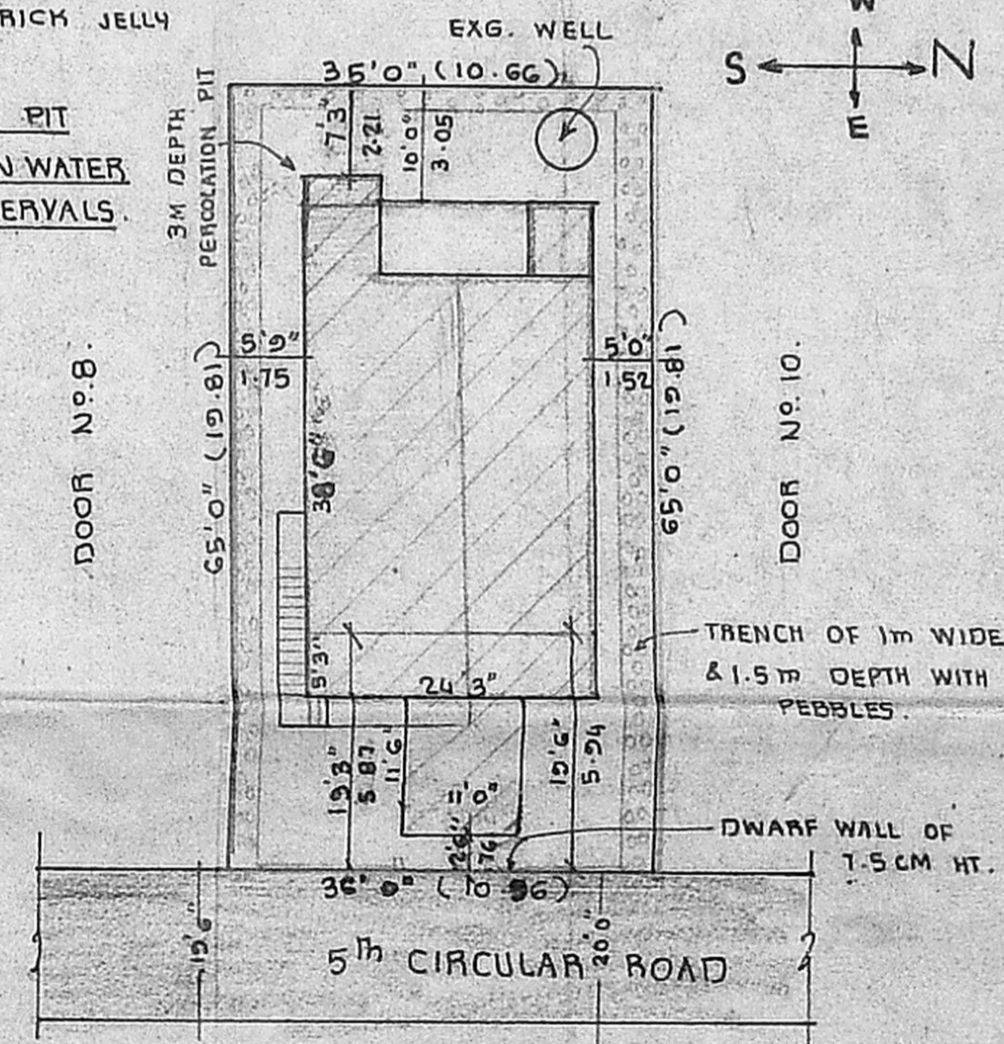 RICK JELLY
PIT
N WATER
ERVALS.
EXG. WELL
35'0" (10.66)
W
S N
E
3M DEPTH
PERCOLATION PIT
7'3"
2.21
10'0"
3.05
5'9"
1.75
5'0"
1.52
65'0" (19.81)
65'0" (19.81)
DOOR No.8.
DOOR No.10.
38'6"
5'3"
24'3"
TRENCH OF 1m WIDE
& 1.5 m DEPTH WITH
PEBBLES.
19'3"
5.87
11'6"
11'0"
2'6"
.76
19'6"
5.94
DWARF WALL OF
7.5 CM HT.
36'0" (10.96)
19'6"
20'0"
5TH CIRCULAR ROAD